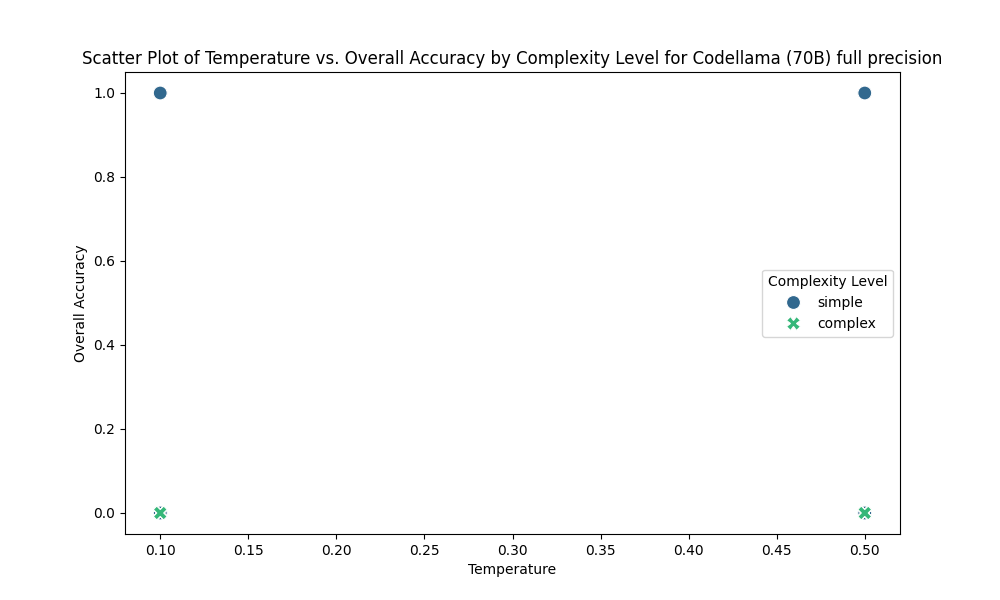 Scatter Plot of Temperature vs. Overall Accuracy by Complexity Level for Codellama (70B) full precision
1.0
0.8
0.6
0.4
0.2
0.0
Overall Accuracy
Complexity Level
simple
complex
0.10 0.15 0.20 0.25 0.30 0.35 0.40 0.45 0.50
Temperature